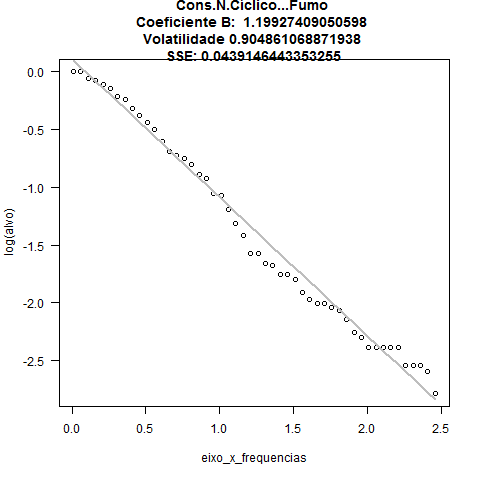 Cons.N.Ciclico...Fumo
Coeficiente B:  1.19927409050598
Volatilidade 0.904861068871938
SSE: 0.0439146443353255
0.0
-0.5
-1.0
-1.5
-2.0
-2.5
log(alvo)
0.0 0.5 1.0 1.5 2.0 2.5
eixo_x_frequencias